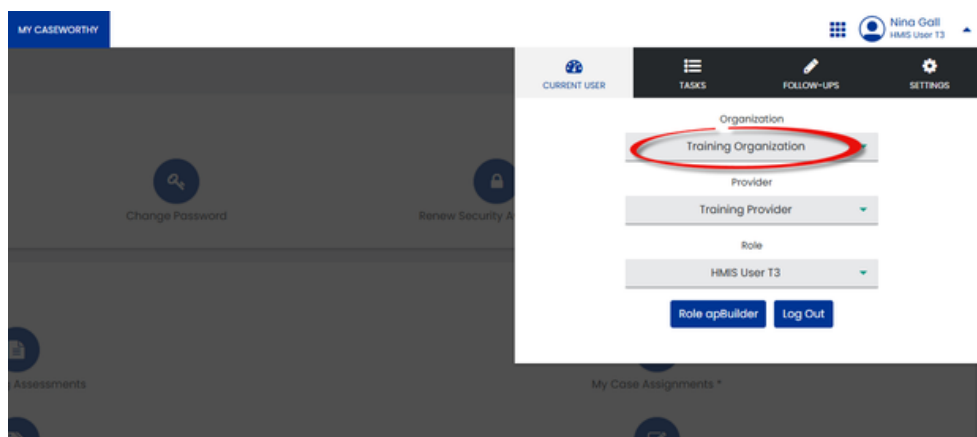 MY CASEWORTHY
Nina Gall
HMIS User T3
CURRENT USER
TASKS
FOLLOW-UPS
SETTINGS
Organization
Training Organization
Provider
Training Provider
Role
HMIS User T3
Role apBuilder
Log Out
Change Password
Renew Security A
Assessments
My Case Assignments *